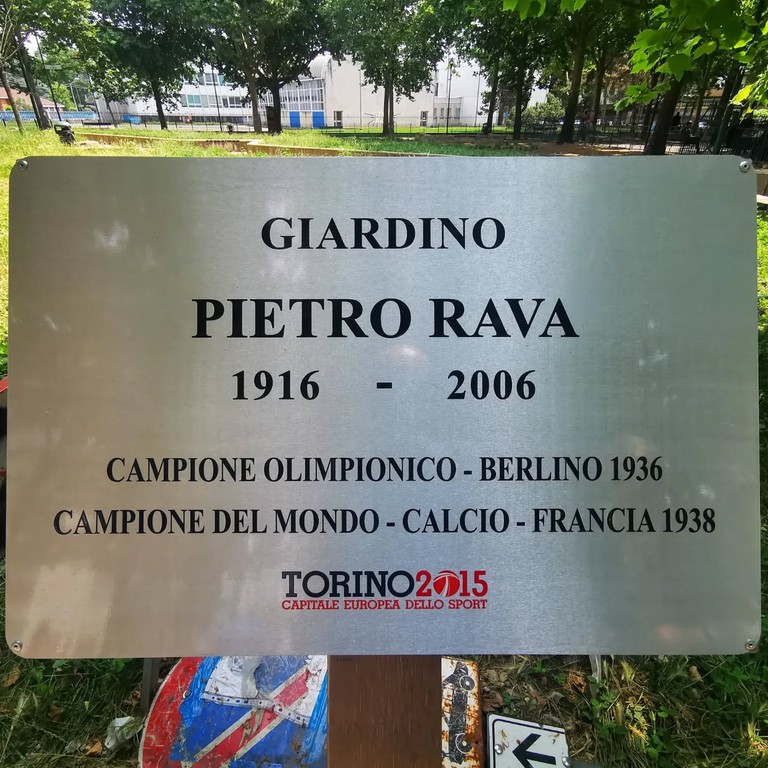 GIARDINO
PIETRO RAVA
1916 - 2006
CAMPIONE OLIMPIONICO - BERLINO 1936
CAMPIONE DEL MONDO - CALCIO - FRANCIA 1938
TORINO2015
CAPITALE EUROPEA DELLO SPORT